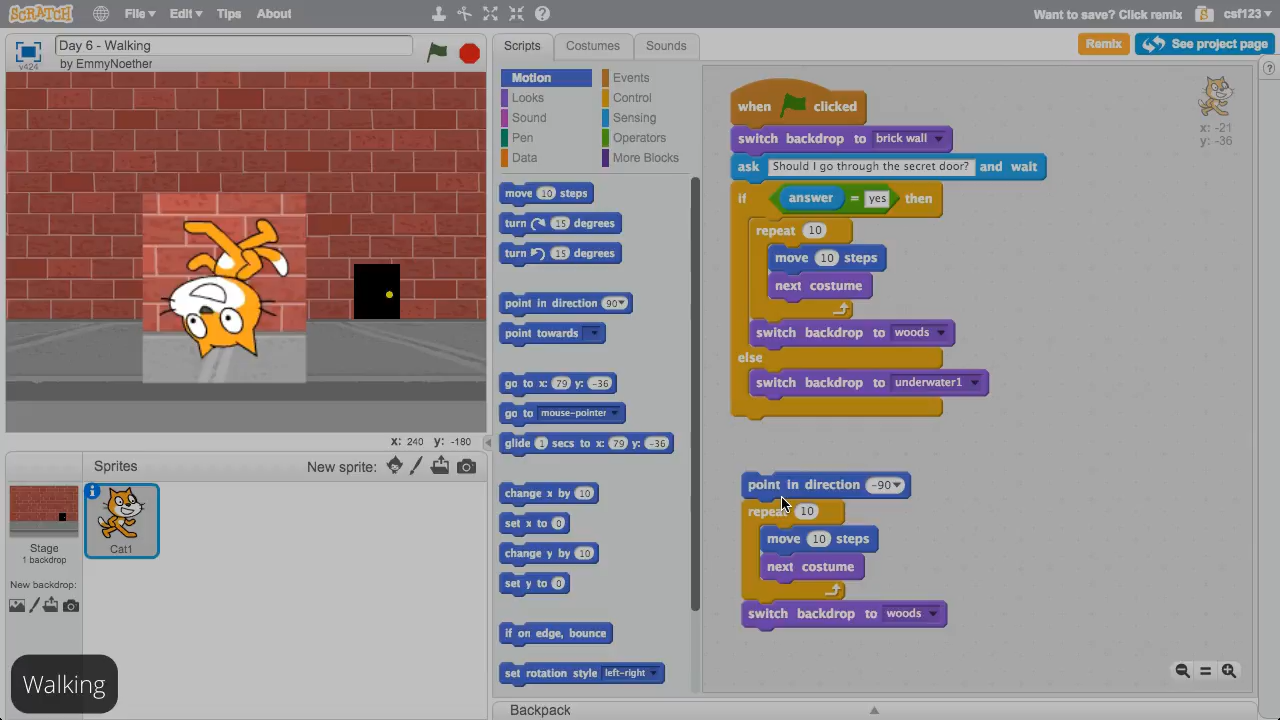 SCRATCH File Edit Tips About Want to save? Click remix csf123
v424 Day 6 - Walking
by EmmyNoether
Scripts Costumes Sounds Remix See project page
Motion Events
Looks Control
Sound Sensing
Pen Operators
Data More Blocks
move 10 steps
turn 15 degrees
turn 15 degrees
point in direction 90
point towards
go to x: 79 y: -36
go to mouse-pointer
glide 1 secs to x: 79 y: -36
change x by 10
set x to 0
change y by 10
set y to 0
if on edge, bounce
set rotation style left-right
when clicked
switch backdrop to brick wall
ask Should I go through the secret door? and wait
if answer = yes then
repeat 10
move 10 steps
next costume
switch backdrop to woods
else
switch backdrop to underwater1
point in direction -90
repeat 10
move 10 steps
next costume
switch backdrop to woods
x: -21
y: -36
x: 240 y: -180
Sprites New sprite:
Stage
1 backdrop
New backdrop:
Cat1
Walking
Backpack